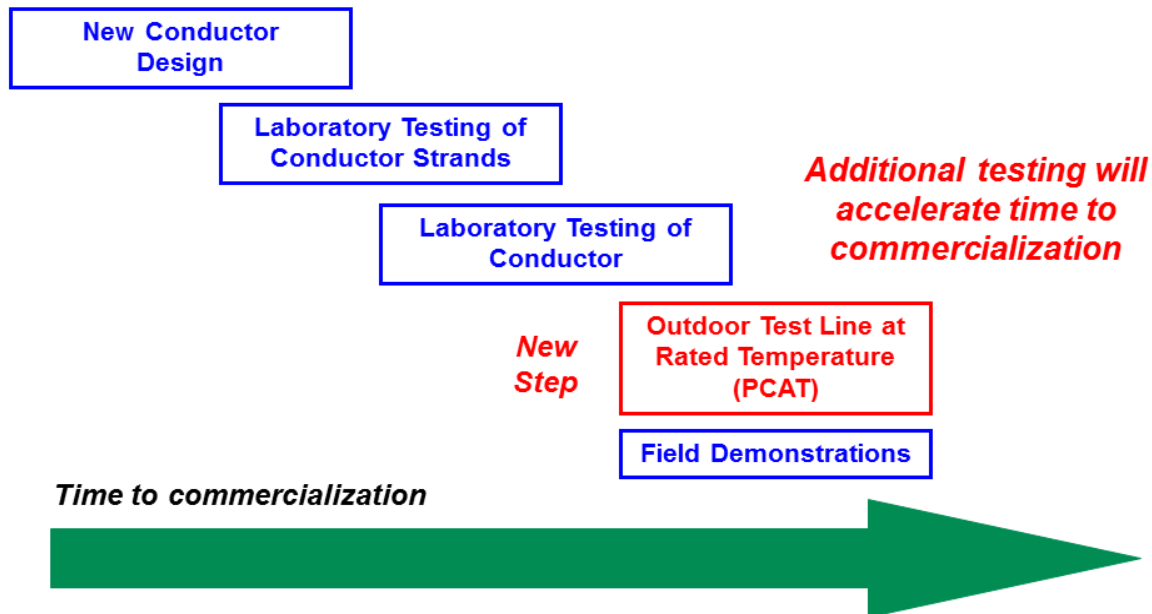 New Conductor
Design
Laboratory Testing of
Conductor Strands
Laboratory Testing of
Conductor
Additional testing will
accelerate time to
commercialization
New
Step
Outdoor Test Line at
Rated Temperature
(PCAT)
Field Demonstrations
Time to commercialization